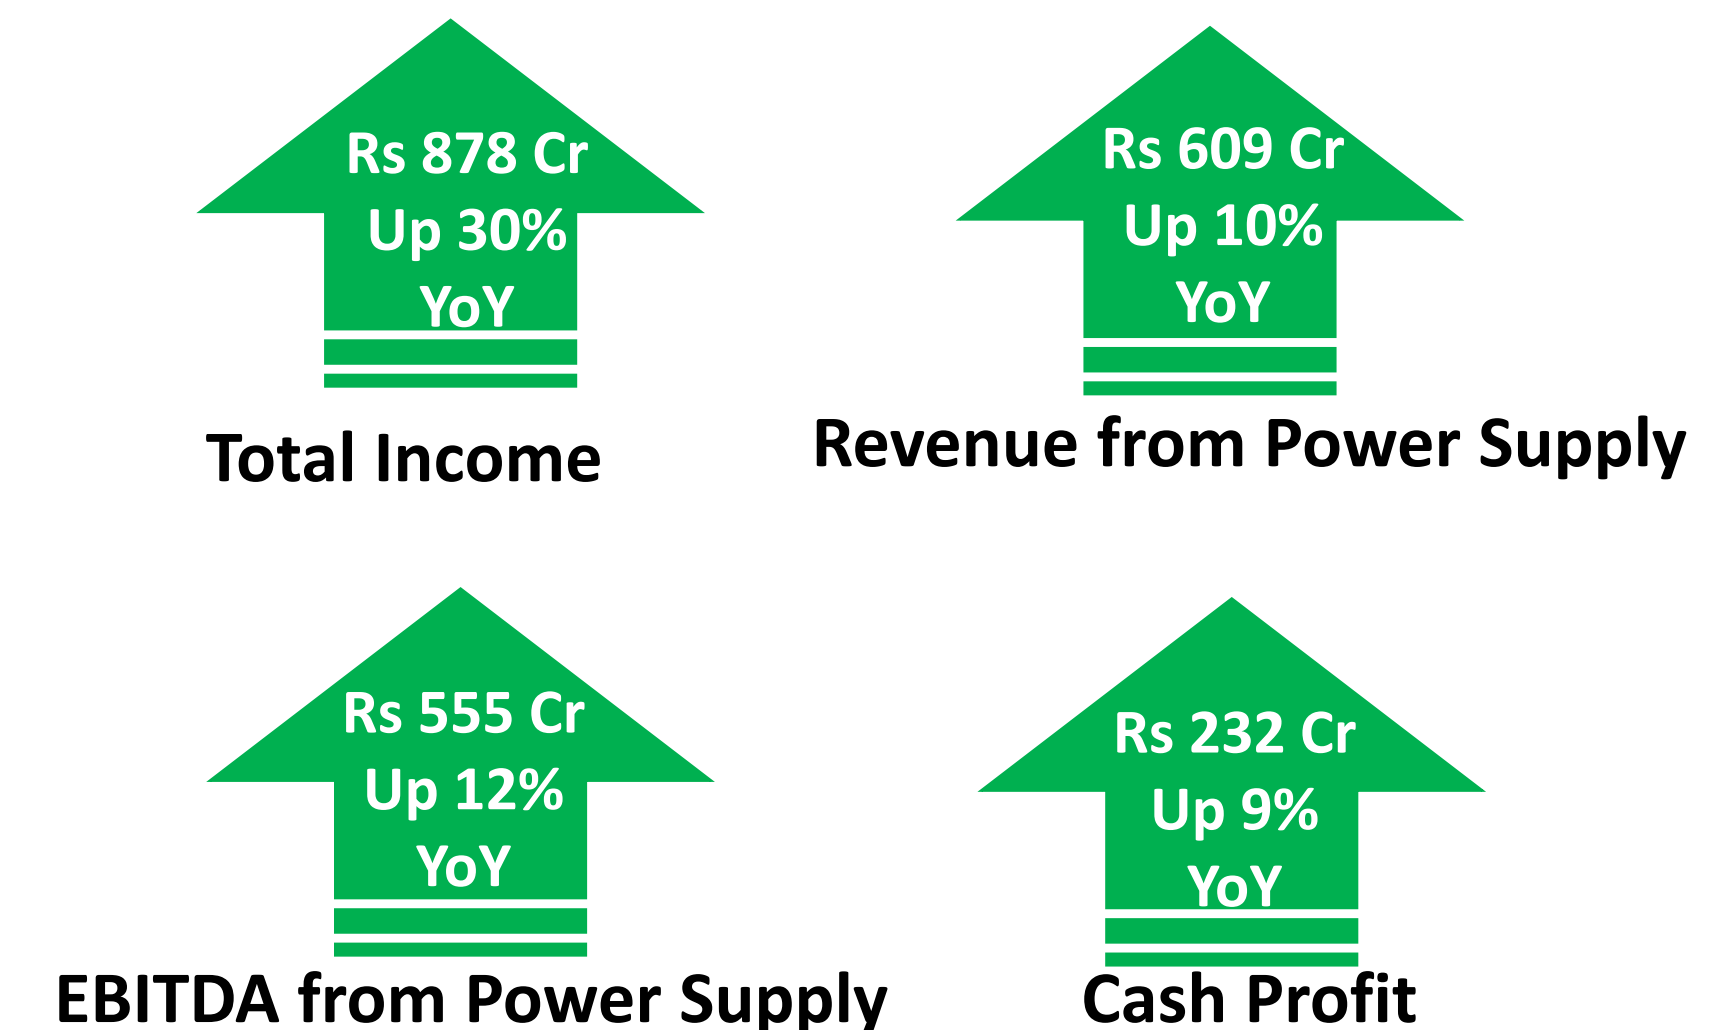 Rs 878 Cr
Up 30%
YoY
Total Income
Rs 609 Cr
Up 10%
YoY
Revenue from Power Supply
Rs 555 Cr
Up 12%
YoY
EBITDA from Power Supply
Rs 232 Cr
Up 9%
YoY
Cash Profit